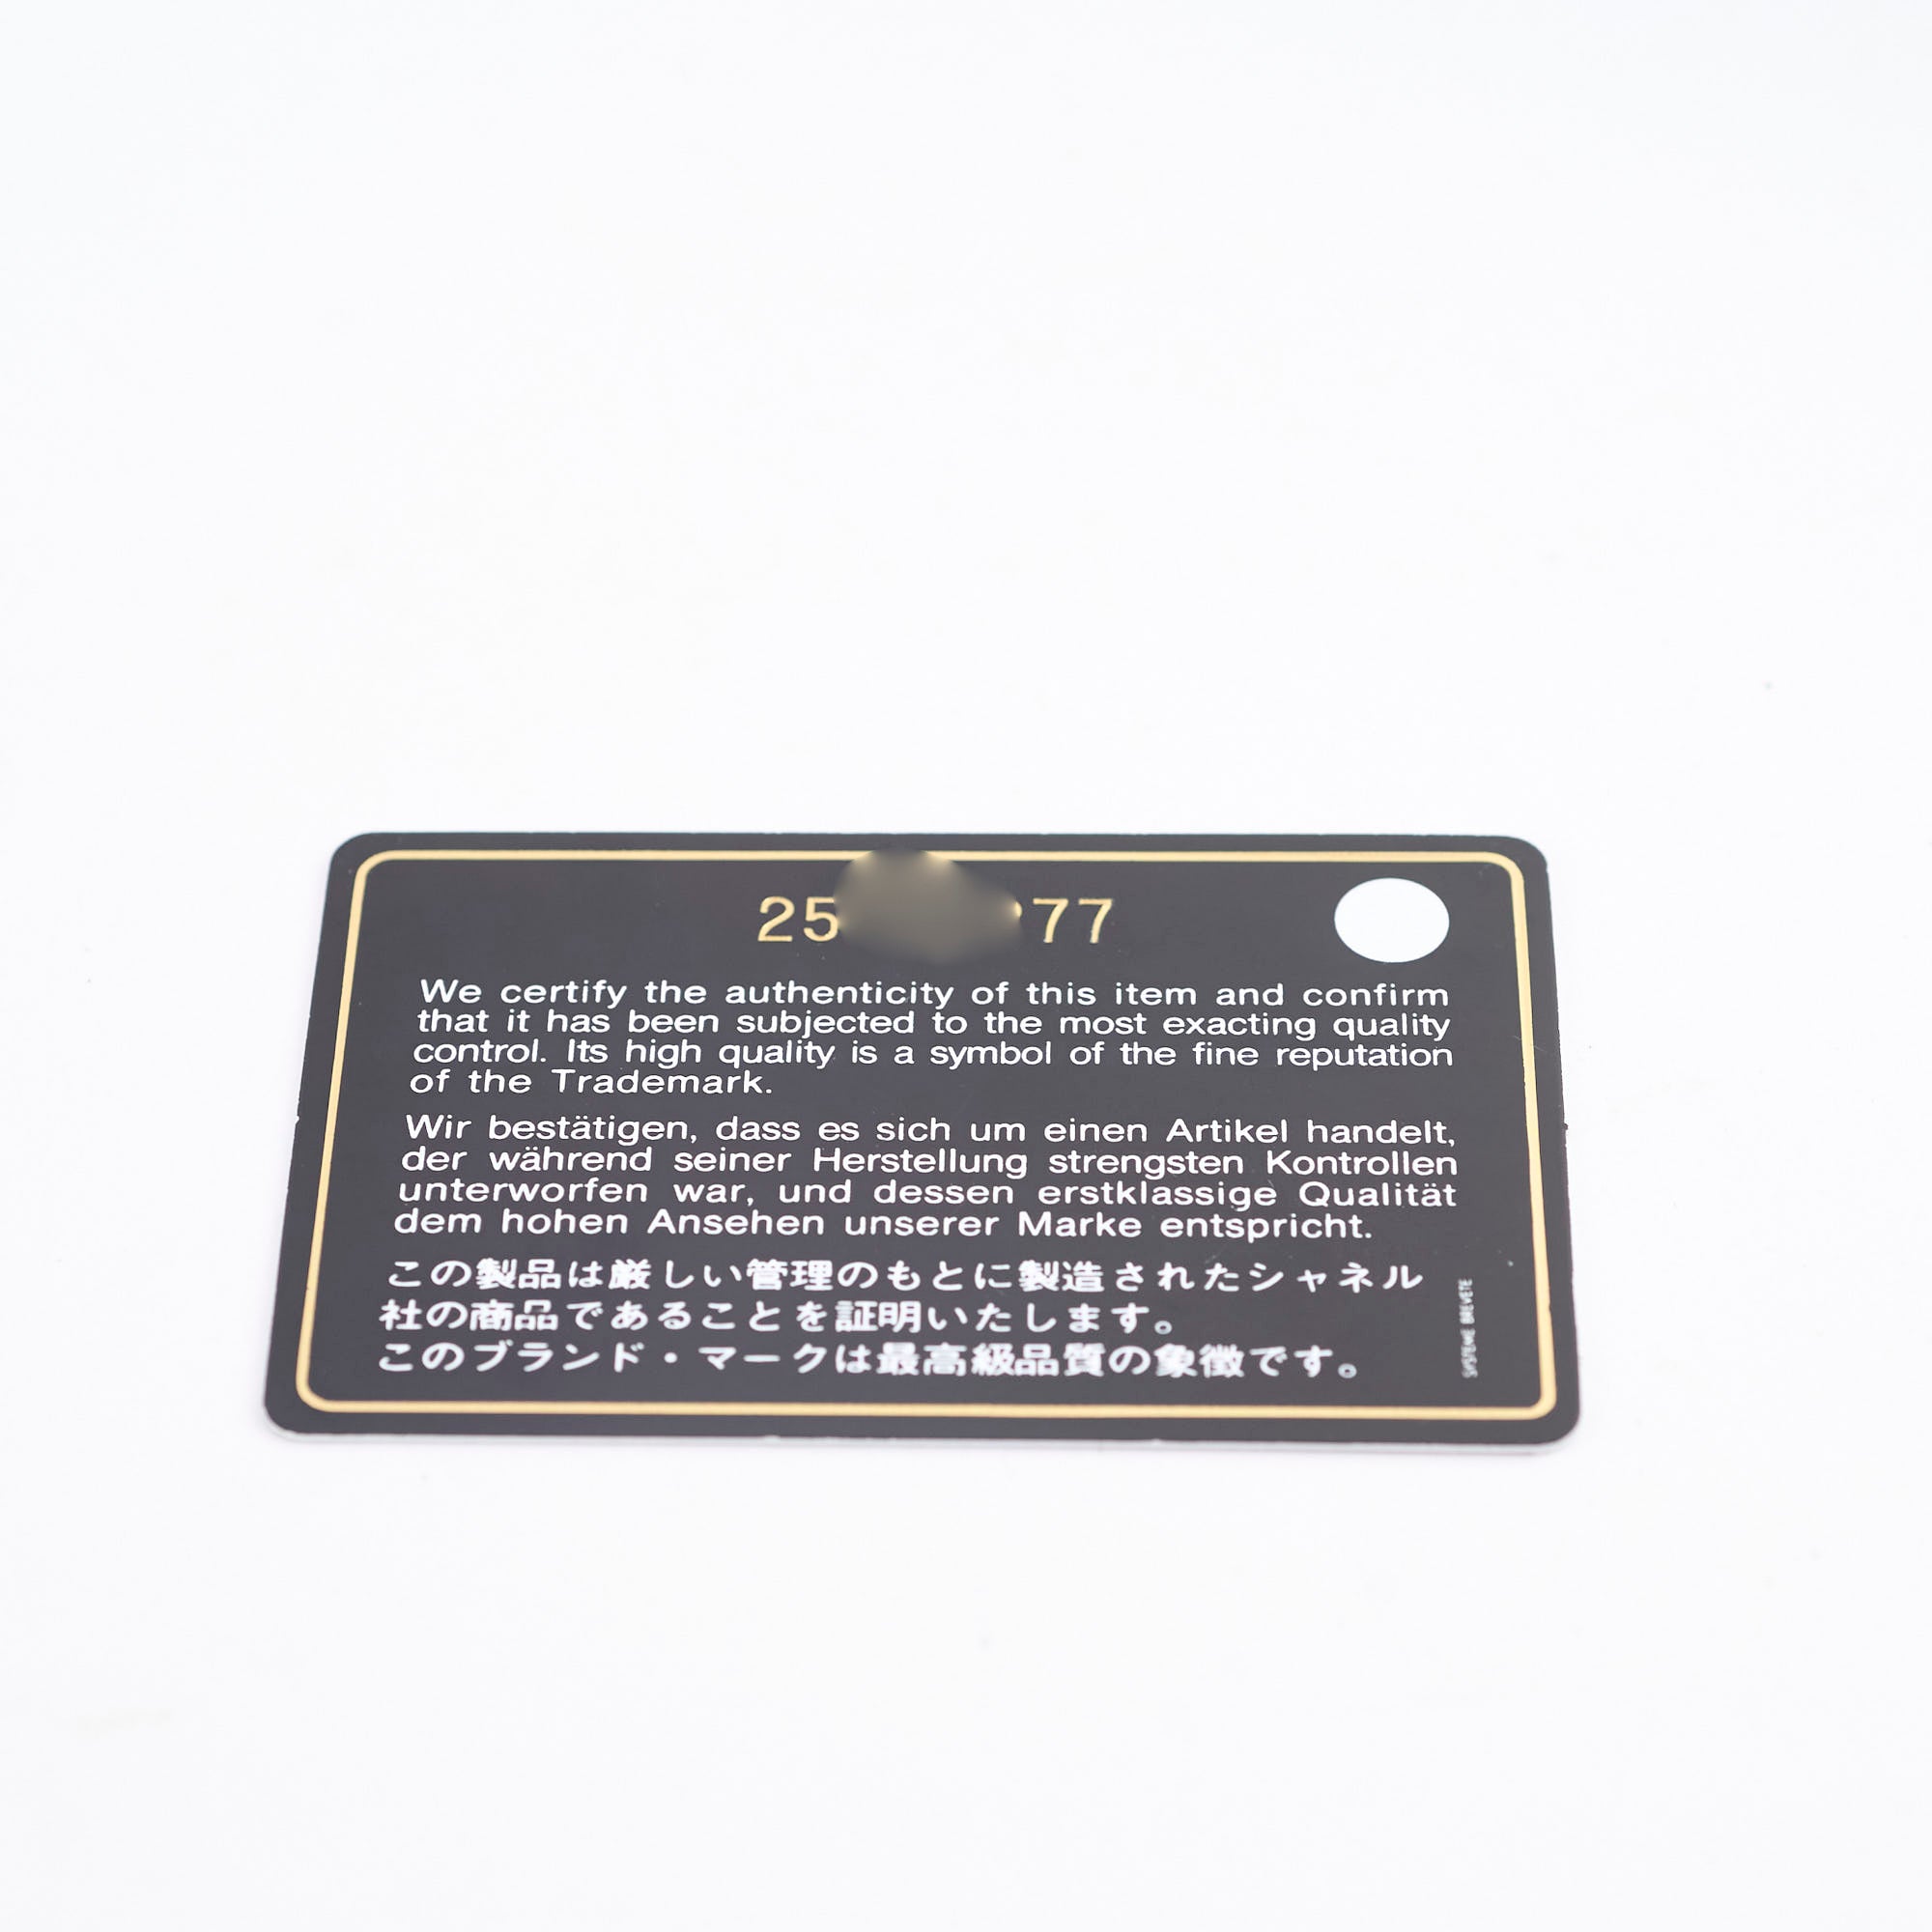 25 77
We certify the authenticity of this item and confirm
that it has been subjected to the most exacting quality
control. Its high quality is a symbol of the fine reputation
of the Trademark.
Wir bestätigen, dass es sich um einen Artikel handelt,
der während seiner Herstellung strengsten Kontrollen
unterworfen war, und dessen erstklassige Qualität
dem hohen Ansehen unserer Marke entspricht.
この製品は厳しい管理のもとに製造されたシャネル
社の商品であることを証明いたします。
このブランド・マークは最高級品質の象徴です。
SYSTEME BREVETE